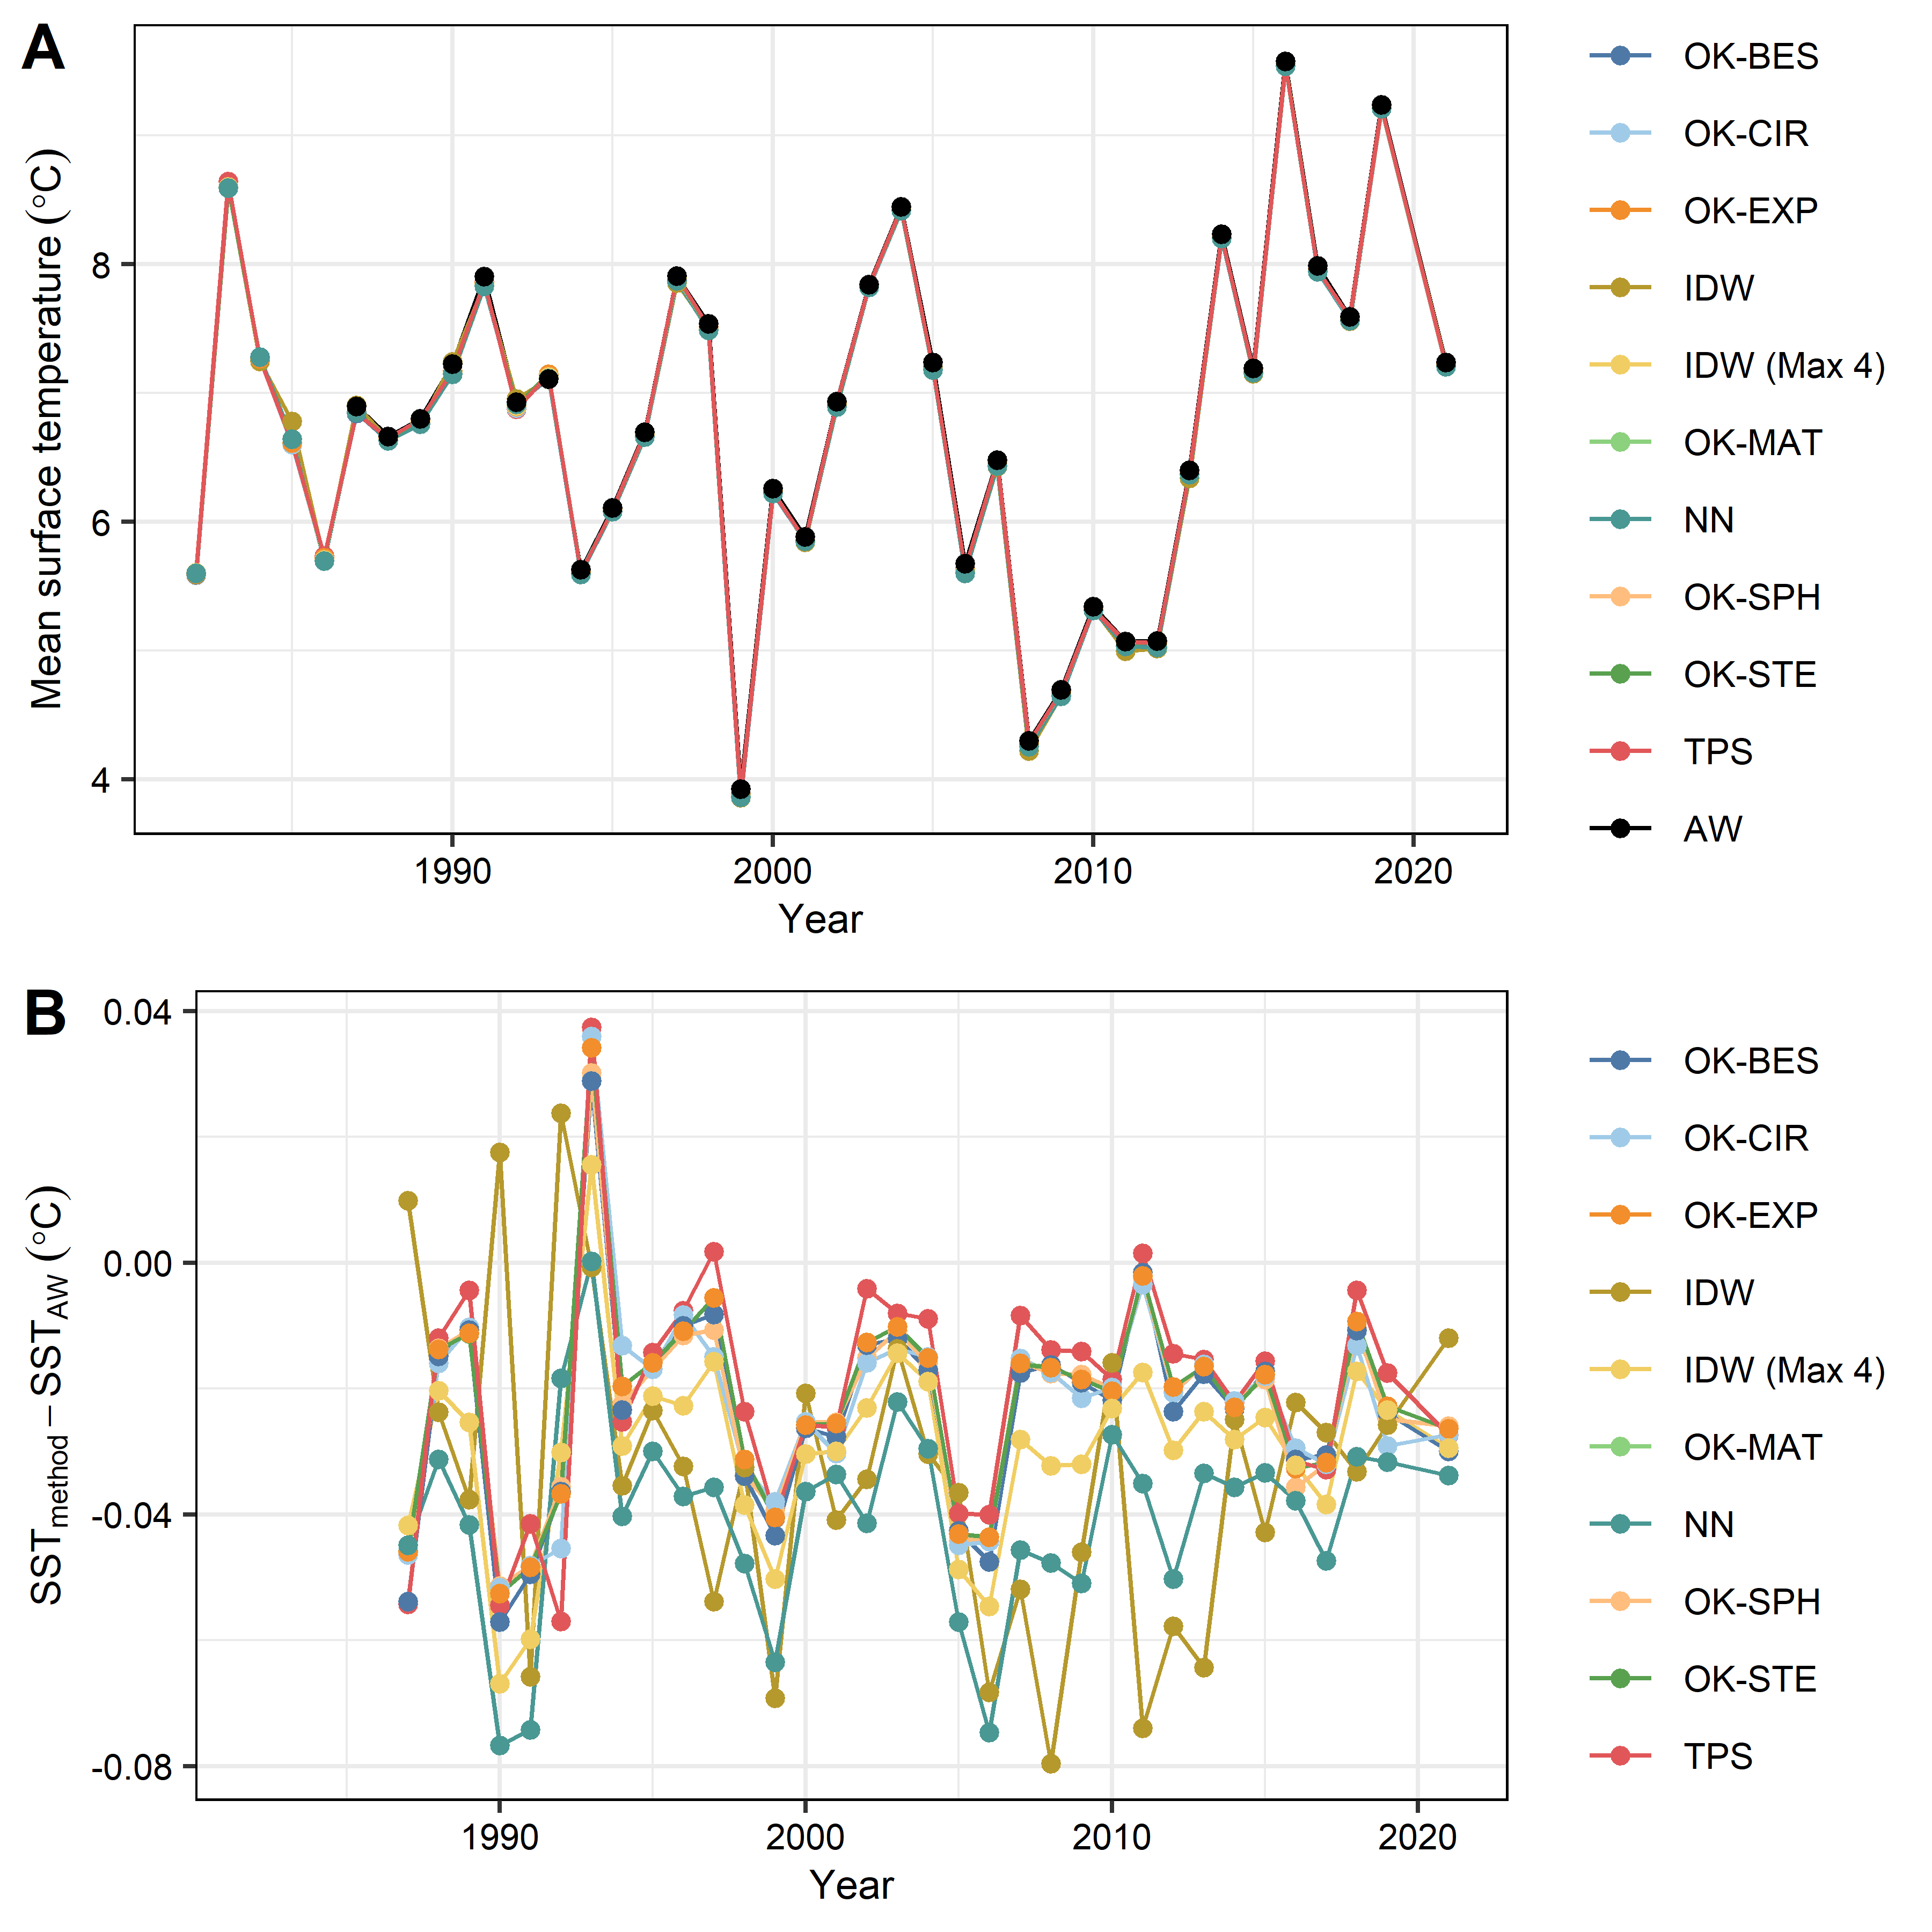 A
Mean surface temperature (°C)
8
6
4
1990 2000 2010 2020
Year
OK-BES
OK-CIR
OK-EXP
IDW
IDW (Max 4)
OK-MAT
NN
OK-SPH
OK-STE
TPS
AW
B
SSTmethod − SSTAW (°C)
0.04
0.00
-0.04
-0.08
1990 2000 2010 2020
Year
OK-BES
OK-CIR
OK-EXP
IDW
IDW (Max 4)
OK-MAT
NN
OK-SPH
OK-STE
TPS